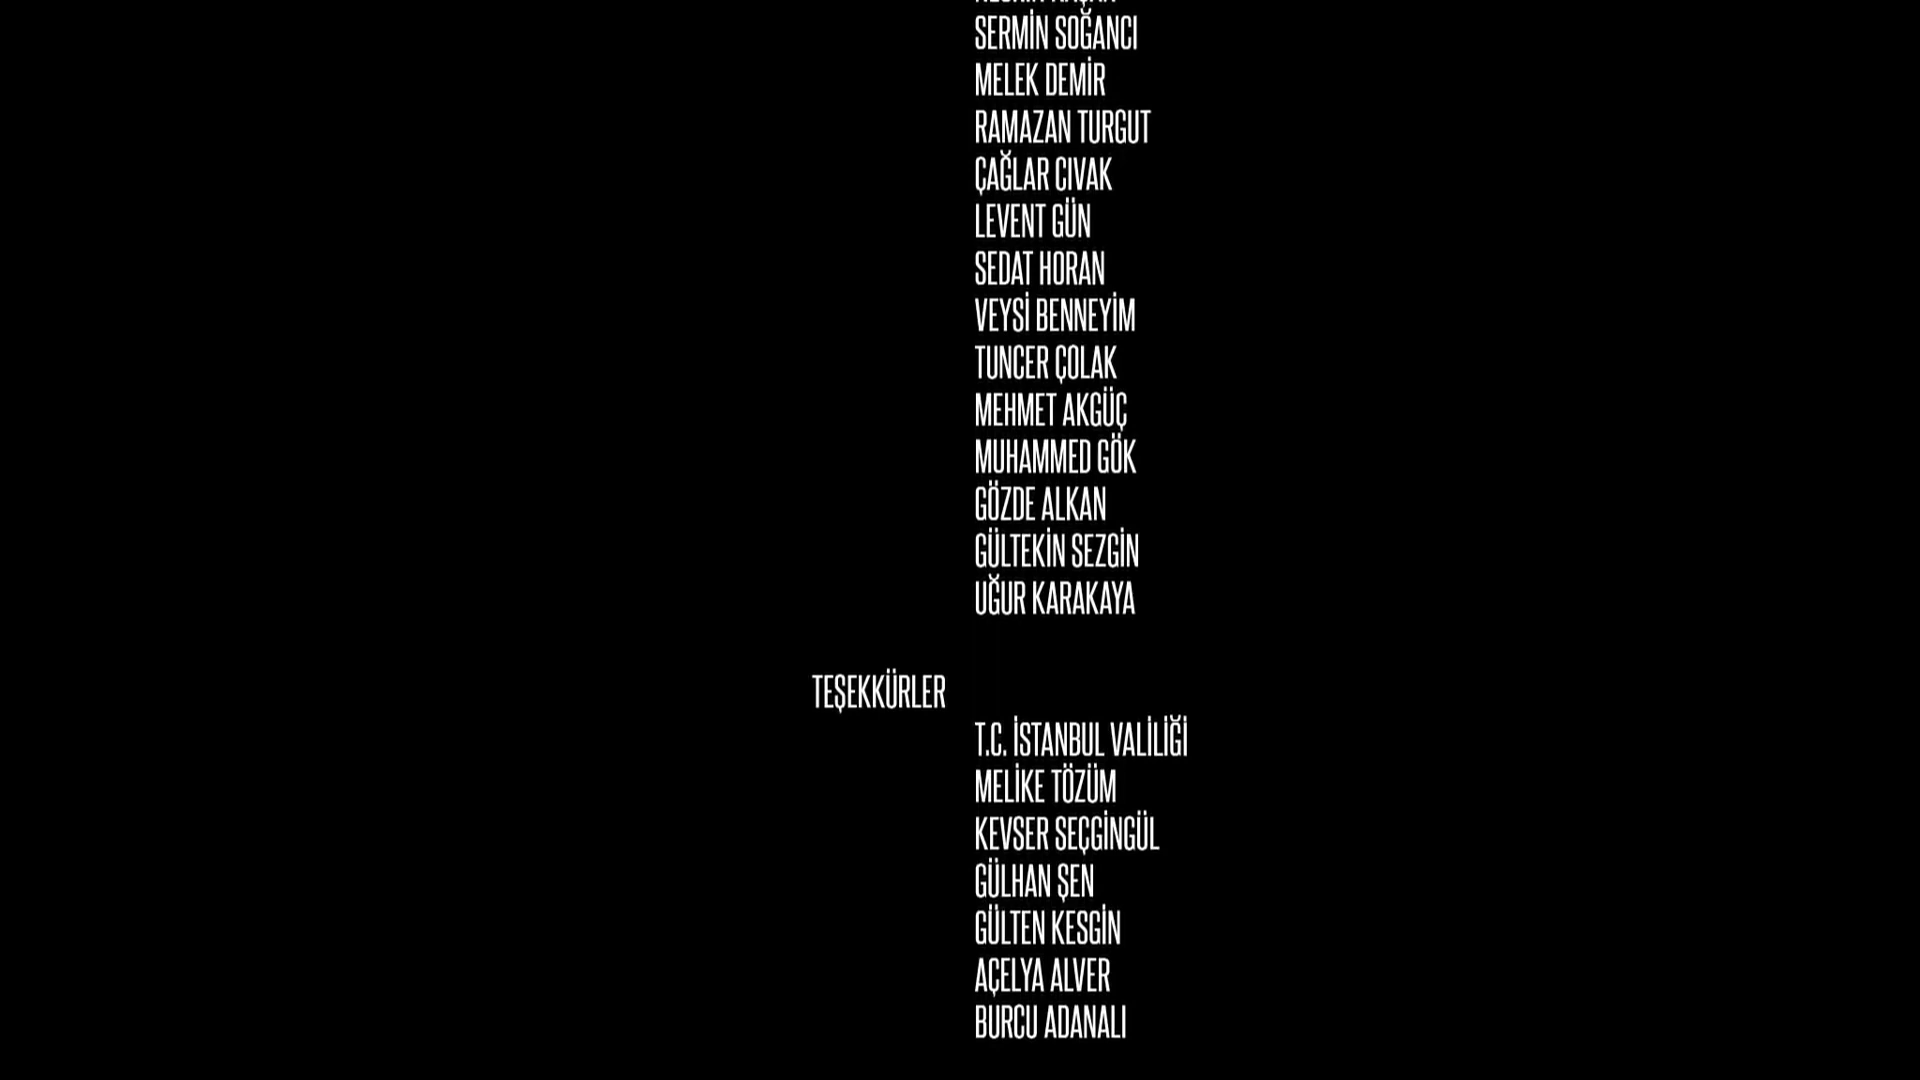 SERMİN SOĞANCI
MELEK DEMİR
RAMAZAN TURGUT
ÇAĞLAR CIVAK
LEVENT GÜN
SEDAT HORAN
VEYSİ BENNEYİM
TUNCER ÇOLAK
MEHMET AKGÜÇ
MUHAMMED GÖK
GÖZDE ALKAN
GÜLTEKİN SEZGİN
UĞUR KARAKAYA
TEŞEKKÜRLER
T.C. İSTANBUL VALİLİĞİ
MELİKE TÖZÜM
KEVSER SEÇGİNGÜL
GÜLHAN ŞEN
GÜLTEN KESGİN
AÇELYA ALVER
BURCU ADANALI